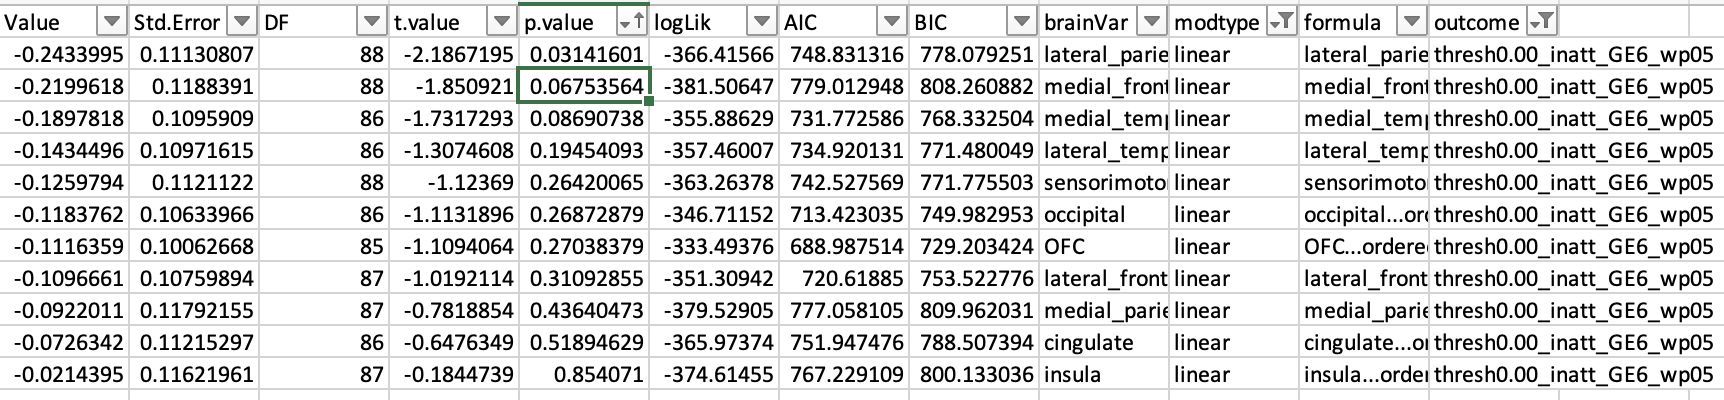 Value Std.Error DF t.value p.value logLik AIC BIC brainVar modtype formula outcome
-0.2433995 0.11130807 88 -2.1867195 0.03141601 -366.41566 748.831316 778.079251 lateral_parie linear lateral_parie thresh0.00_inatt_GE6_wp05
-0.2199618 0.1188391 88 -1.850921 0.06753564 -381.50647 779.012948 808.260882 medial_front linear medial_front thresh0.00_inatt_GE6_wp05
-0.1897818 0.1095909 86 -1.7317293 0.08690738 -355.88629 731.772586 768.332504 medial_temp linear medial_temp thresh0.00_inatt_GE6_wp05
-0.1434496 0.10971615 86 -1.3074608 0.19454093 -357.46007 734.920131 771.480049 lateral_temp linear lateral_temp thresh0.00_inatt_GE6_wp05
-0.1259794 0.1121122 88 -1.12369 0.26420065 -363.26378 742.527569 771.775503 sensorimoto linear sensorimoto thresh0.00_inatt_GE6_wp05
-0.1183762 0.10633966 86 -1.1131896 0.26872879 -346.71152 713.423035 749.982953 occipital linear occipital...ord thresh0.00_inatt_GE6_wp05
-0.1116359 0.10062668 85 -1.1094064 0.27038379 -333.49376 688.987514 729.203424 OFC linear OFC...ordere thresh0.00_inatt_GE6_wp05
-0.1096661 0.10759894 87 -1.0192114 0.31092855 -351.30942 720.61885 753.522776 lateral_front linear lateral_front thresh0.00_inatt_GE6_wp05
-0.0922011 0.11792155 87 -0.7818854 0.43640473 -379.52905 777.058105 809.962031 medial_parie linear medial_parie thresh0.00_inatt_GE6_wp05
-0.0726342 0.11215297 86 -0.6476349 0.51894629 -365.97374 751.947476 788.507394 cingulate linear cingulate...or thresh0.00_inatt_GE6_wp05
-0.0214395 0.11621961 87 -0.1844739 0.854071 -374.61455 767.229109 800.133036 insula linear insula...order thresh0.00_inatt_GE6_wp05